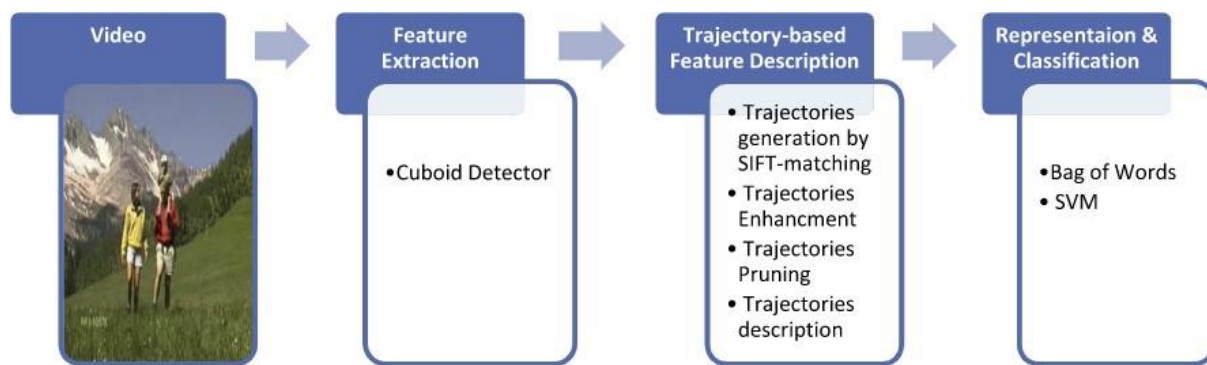 Video
Feature
Extraction
Trajectory-based
Feature Description
Representaion &
Classification
•Cuboid Detector
• Trajectories
generation by
SIFT-matching
• Trajectories
Enhancment
• Trajectories
Pruning
• Trajectories
description
•Bag of Words
• SVM